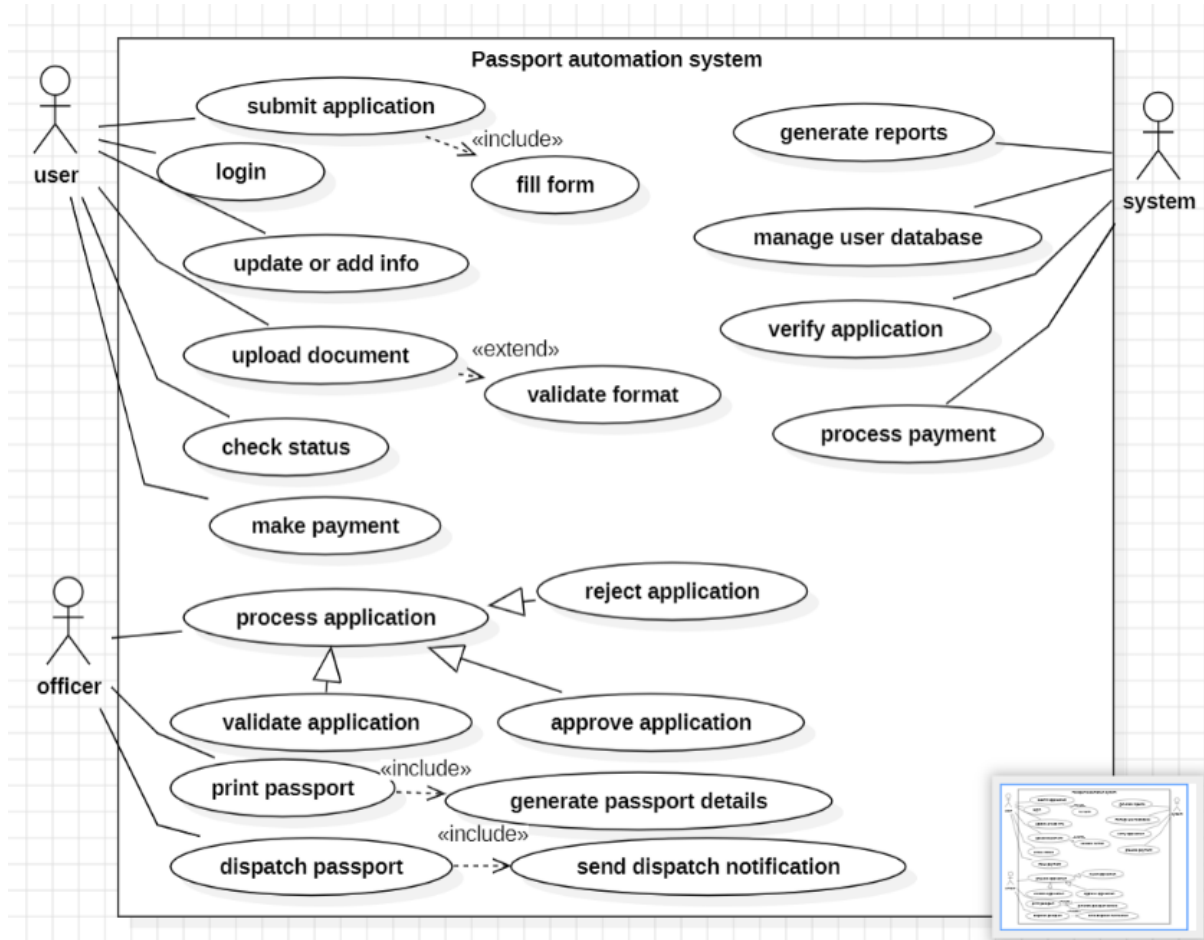 Passport automation system
submit application
«include»
generate reports
login
fill form
user
system
update or add info
manage user database
upload document
«extend»
verify application
validate format
check status
process payment
make payment
reject application
process application
officer
validate application
approve application
«include»
print passport
generate passport details
«include»
dispatch passport
send dispatch notification